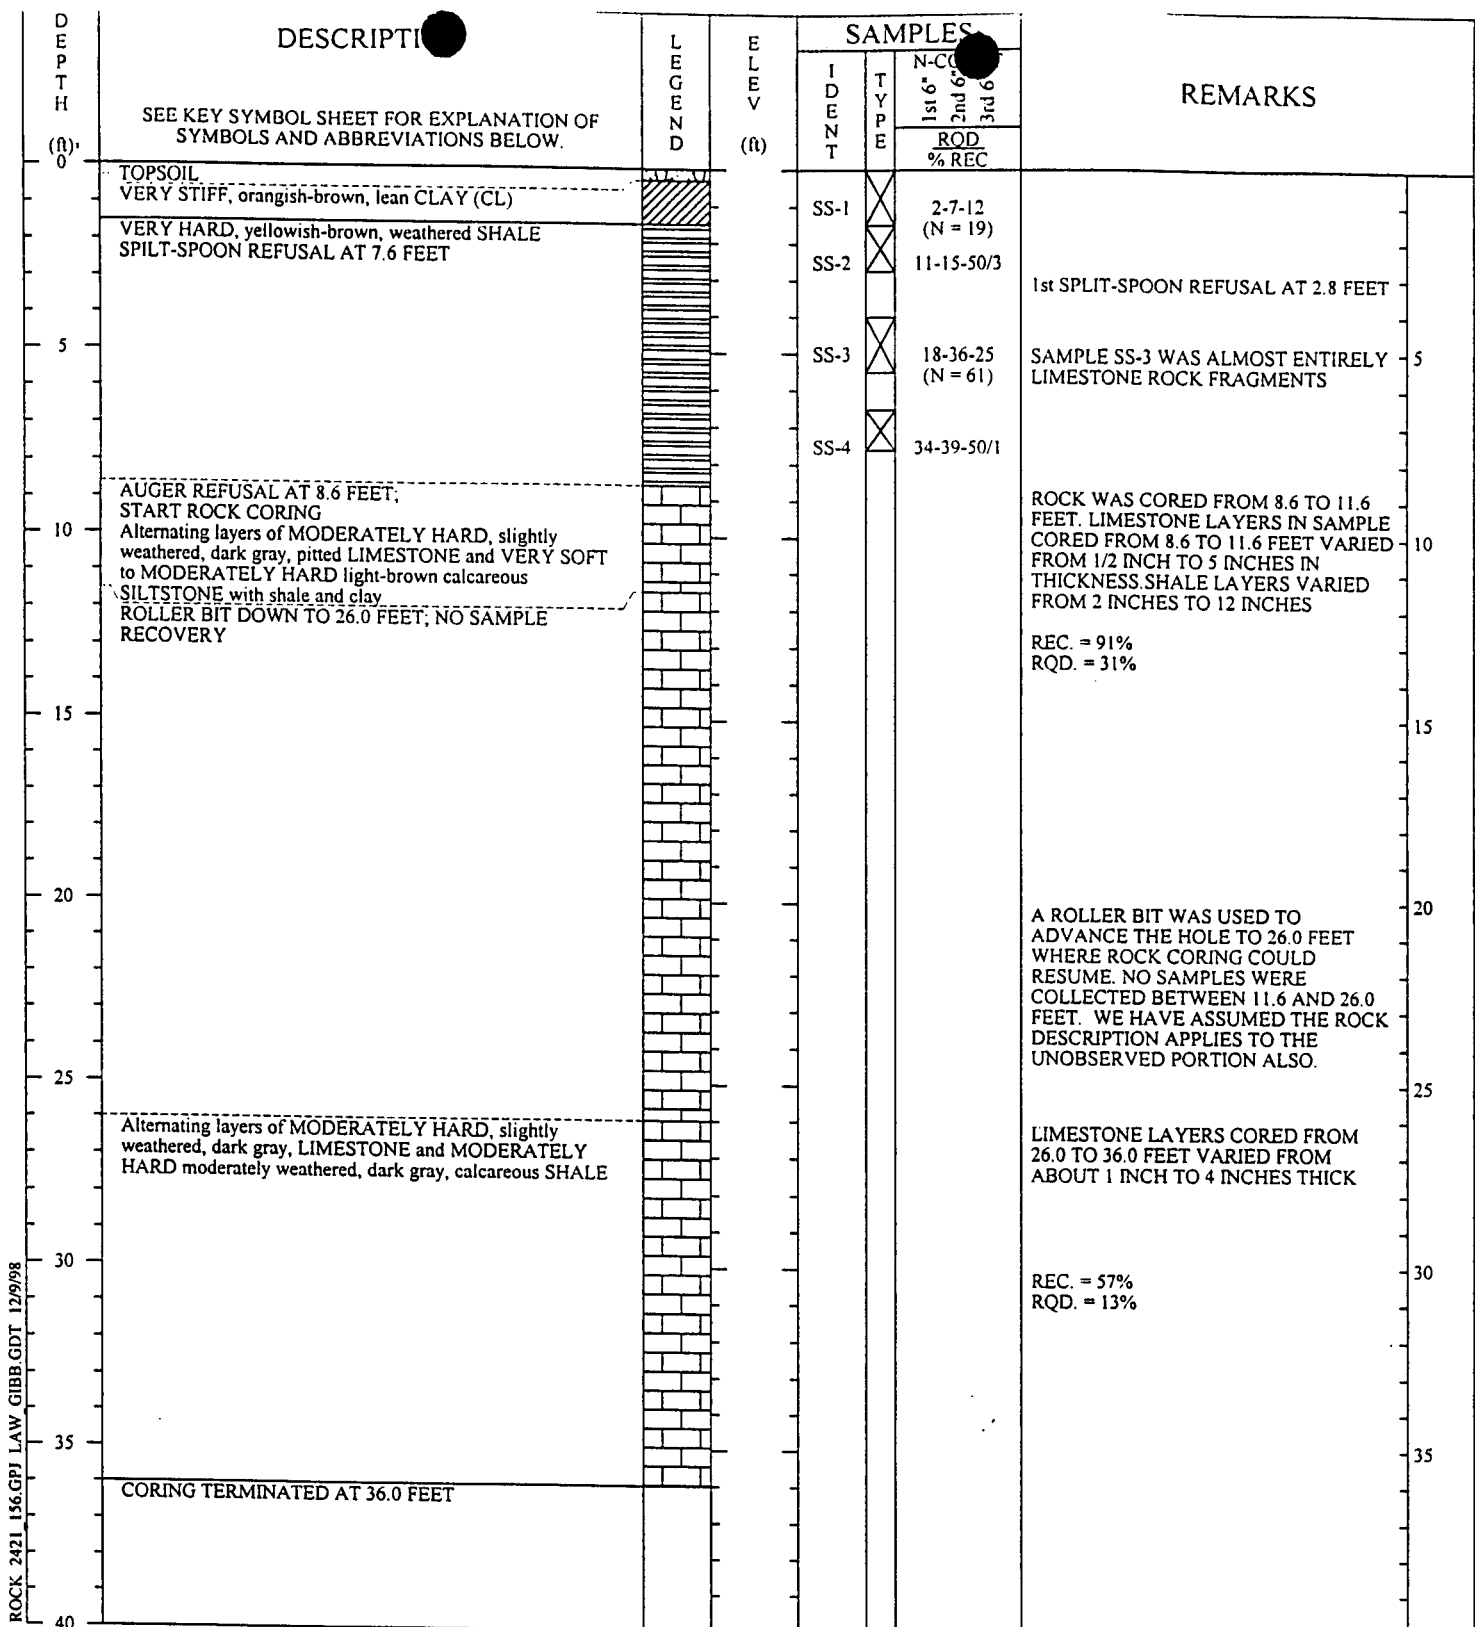 DEPTH
(ft)
DESCRIPTI
SEE KEY SYMBOL SHEET FOR EXPLANATION OF
SYMBOLS AND ABBREVIATIONS BELOW.
LEGEND
ELEV
(ft)
SAMPLES
IDENT
TYPE
N-CO
1st 6"
2nd 6"
3rd 6
RQD
% REC
REMARKS
0
TOPSOIL
VERY STIFF, orangish-brown, lean CLAY (CL)
SS-1
2-7-12
(N = 19)
VERY HARD, yellowish-brown, weathered SHALE
SPILT-SPOON REFUSAL AT 7.6 FEET
SS-2
11-15-50/3
1st SPLIT-SPOON REFUSAL AT 2.8 FEET
5
SS-3
18-36-25
(N = 61)
SAMPLE SS-3 WAS ALMOST ENTIRELY
LIMESTONE ROCK FRAGMENTS
5
SS-4
34-39-50/1
AUGER REFUSAL AT 8.6 FEET;
START ROCK CORING
10
Alternating layers of MODERATELY HARD, slightly
weathered, dark gray, pitted LIMESTONE and VERY SOFT
to MODERATELY HARD light-brown calcareous
SILTSTONE with shale and clay
ROLLER BIT DOWN TO 26.0 FEET; NO SAMPLE
RECOVERY
ROCK WAS CORED FROM 8.6 TO 11.6
FEET. LIMESTONE LAYERS IN SAMPLE
CORED FROM 8.6 TO 11.6 FEET VARIED
FROM 1/2 INCH TO 5 INCHES IN
THICKNESS.SHALE LAYERS VARIED
FROM 2 INCHES TO 12 INCHES
10
REC. = 91%
RQD. = 31%
15
15
20
A ROLLER BIT WAS USED TO
ADVANCE THE HOLE TO 26.0 FEET
WHERE ROCK CORING COULD
RESUME. NO SAMPLES WERE
COLLECTED BETWEEN 11.6 AND 26.0
FEET. WE HAVE ASSUMED THE ROCK
DESCRIPTION APPLIES TO THE
UNOBSERVED PORTION ALSO.
20
25
25
Alternating layers of MODERATELY HARD, slightly
weathered, dark gray, LIMESTONE and MODERATELY
HARD moderately weathered, dark gray, calcareous SHALE
LIMESTONE LAYERS CORED FROM
26.0 TO 36.0 FEET VARIED FROM
ABOUT 1 INCH TO 4 INCHES THICK
30
REC. = 57%
RQD. = 13%
30
35
35
CORING TERMINATED AT 36.0 FEET
40
ROCK 2421_156.GPJ LAW_GIBB.GDT 12/9/98